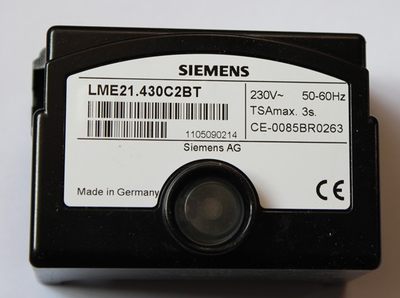 SIEMENS
LME21.430C2BT
230V~ 50-60Hz
TSAmax. 3s.
1105090214
CE-0085BR0263
Siemens AG
Made in Germany
CE